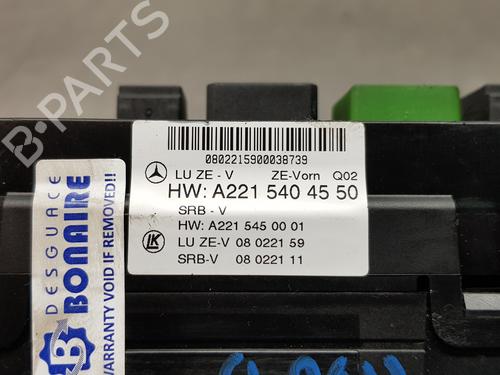 B-PARTS
0802215900038739
LU ZE - V ZE-Vorn Q02
HW: A221 540 45 50
SRB - V
HW: A221 545 00 01
LU ZE-V 08 0221 59
SRB-V 08 0221 11
LK
DESGUACE
BONAIRE
WARRANTY VOID IF REMOVED!!